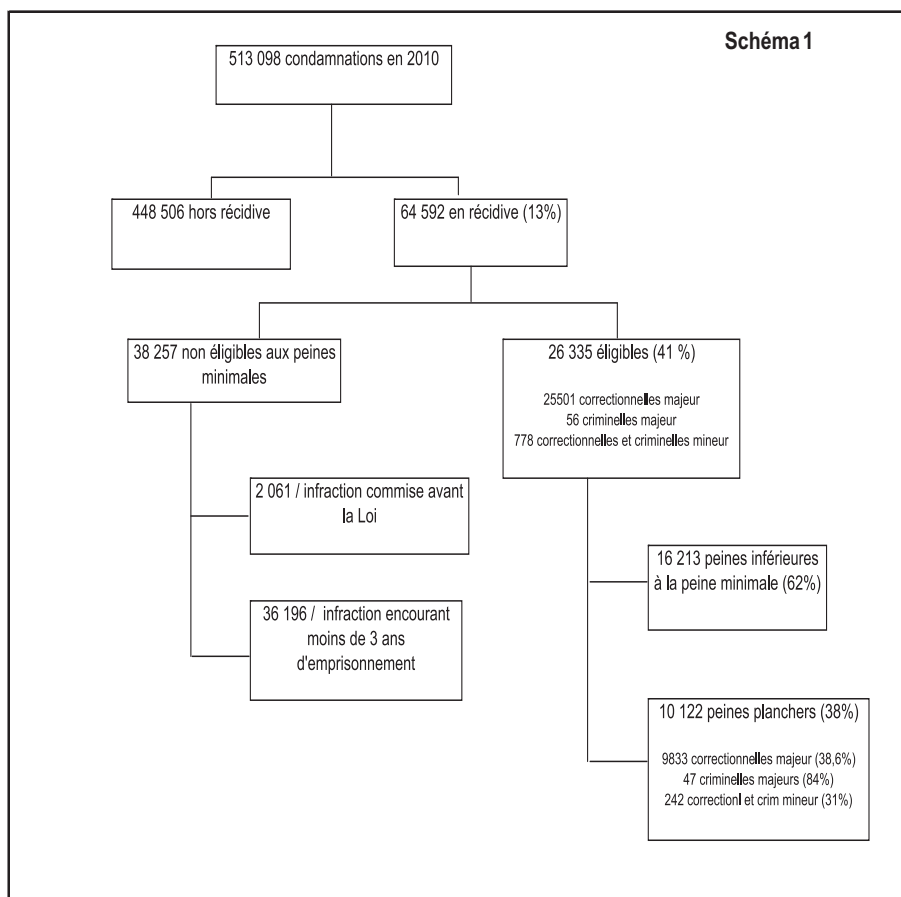 Schéma 1
513 098 condamnations en 2010
448 506 hors récidive
64 592 en récidive (13%)
38 257 non éligibles aux peines
minimales
26 335 éligibles (41 %)
25501 correctionnelles majeur
56 criminelles majeur
778 correctionnelles et criminelles mineur
2 061 / infraction commise avant
la Loi
36 196 / infraction encourant
moins de 3 ans
d'emprisonnement
16 213 peines inférieures
à la peine minimale (62%)
10 122 peines planchers (38%)
9833 correctionnelles majeur (38,6%)
47 criminelles majeurs (84%)
242 correctionl et crim mineur (31%)